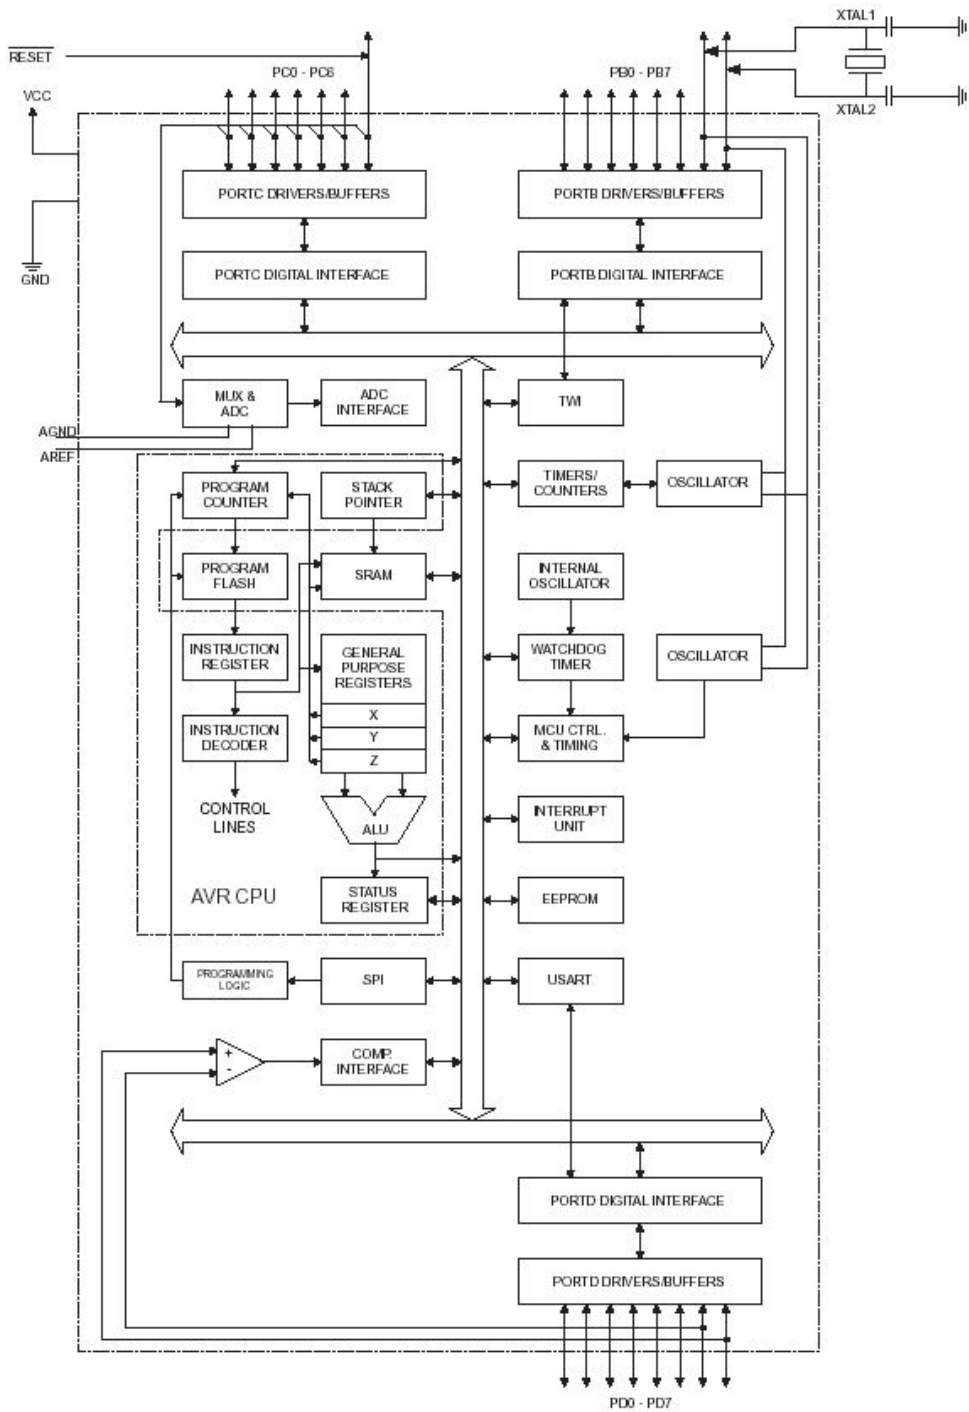 XTAL1
RESET
PC0 - PC6
PB0 - PB7
VCC
XTAL2
PORTC DRIVERS/BUFFERS
PORTB DRIVERS/BUFFERS
PORTC DIGITAL INTERFACE
PORTB DIGITAL INTERFACE
GND
MUX &
ADC
ADC
INTERFACE
TWI
AGND
AREF
PROGRAM
COUNTER
STACK
POINTER
TIMERS/
COUNTERS
OSCILLATOR
PROGRAM
FLASH
SRAM
INTERNAL
OSCILLATOR
INSTRUCTION
REGISTER
GENERAL
PURPOSE
REGISTERS
WATCHDOG
TIMER
OSCILLATOR
X
INSTRUCTION
DECODER
Y
MCU CTRL.
& TIMING
Z
CONTROL
LINES
INTERRUPT
UNIT
ALU
AVR CPU
STATUS
REGISTER
EEPROM
PROGRAMMING
LOGIC
SPI
USART
+
-
COMP.
INTERFACE
PORTD DIGITAL INTERFACE
PORTD DRIVERS/BUFFERS
PD0 - PD7